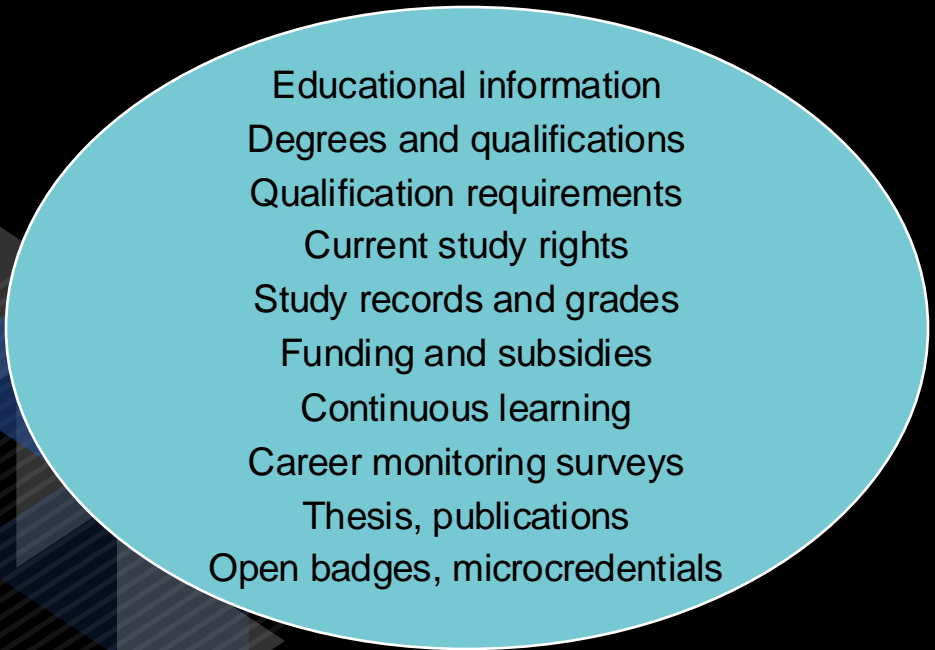 Educational information
Degrees and qualifications
Qualification requirements
Current study rights
Study records and grades
Funding and subsidies
Continuous learning
Career monitoring surveys
Thesis, publications
Open badges, microcredentials